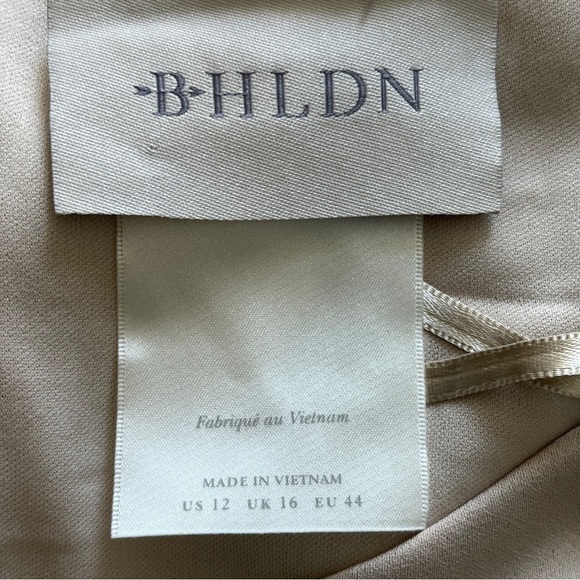 BHLDN
Fabriqué au Vietnam
MADE IN VIETNAM
US 12 UK 16 EU 44